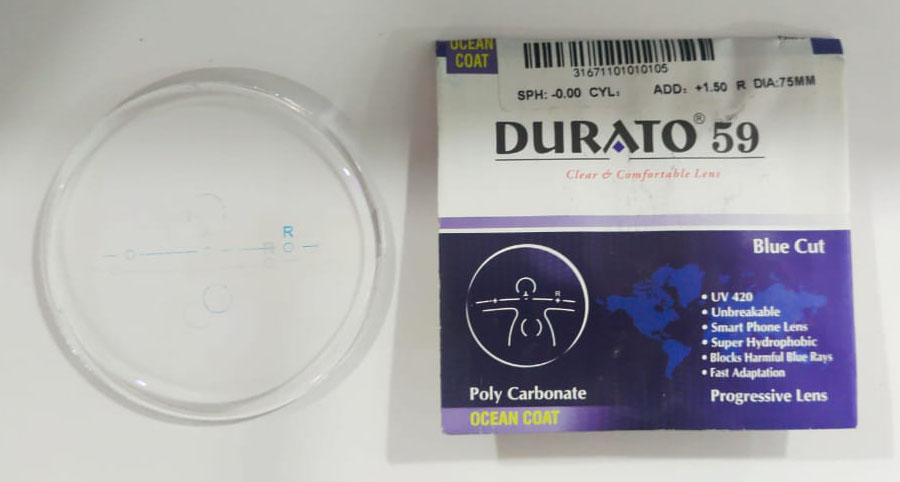 R
OCEAN
COAT
31671101010105
SPH: -0.00 CYL: ADD: +1.50 R DIA:75MM
DURATO® 59
Clear & Comfortable Lens
Blue Cut
R
• UV 420
• Unbreakable
• Smart Phone Lens
• Super Hydrophobic
• Blocks Harmful Blue Rays
• Fast Adaptation
Poly Carbonate
Progressive Lens
OCEAN COAT